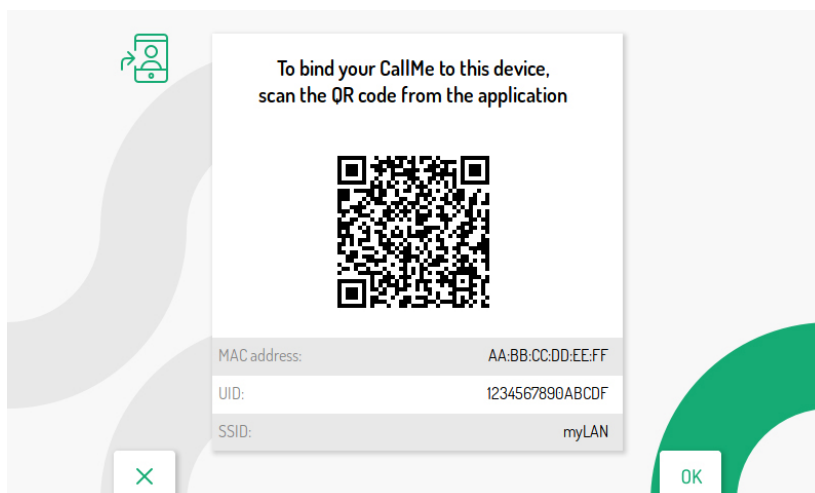 To bind your CallMe to this device,
scan the QR code from the application
MAC address: AA:BB:CC:DD:EE:FF
UID: 1234567890ABCDF
SSID: myLAN
OK